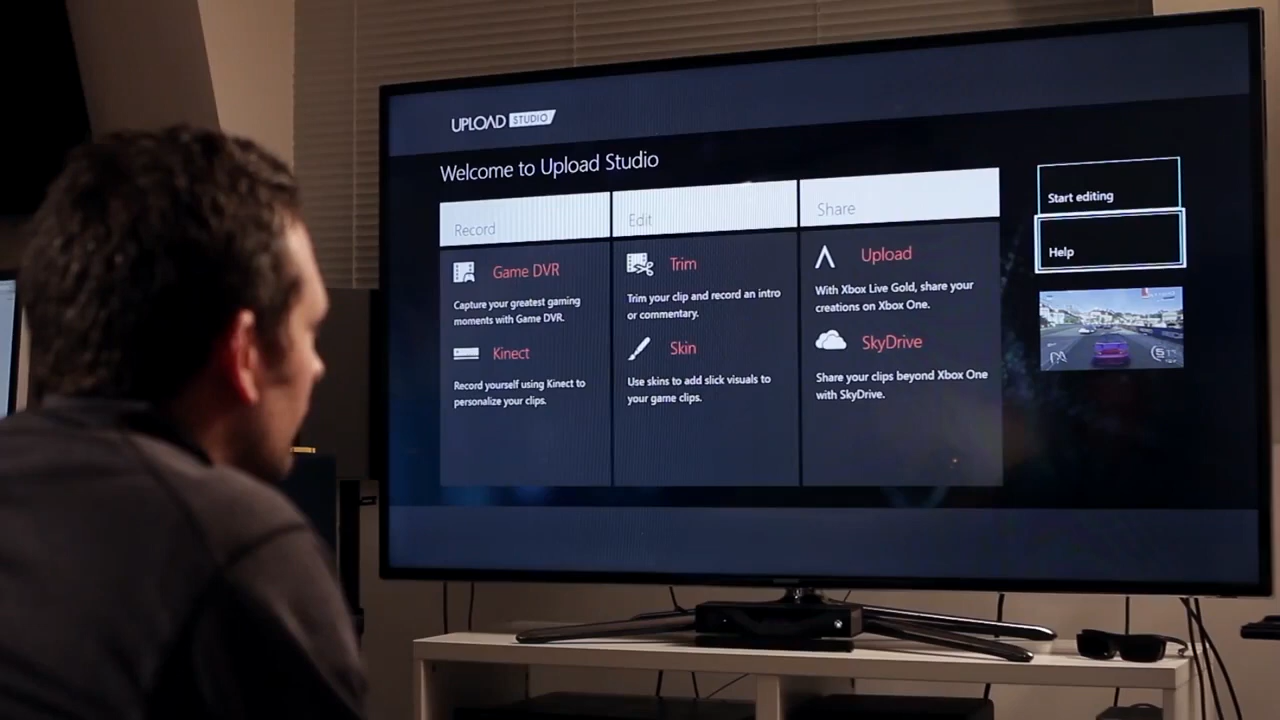 UPLOAD STUDIO
Welcome to Upload Studio
Record
Game DVR
Capture your greatest gaming
moments with Game DVR.
Kinect
Record yourself using Kinect to
personalize your clips.
Edit
Trim
Trim your clip and record an intro
or commentary.
Skin
Use skins to add slick visuals to
your game clips.
Share
Upload
With Xbox Live Gold, share your
creations on Xbox One.
SkyDrive
Share your clips beyond Xbox One
with SkyDrive.
Start editing
Help